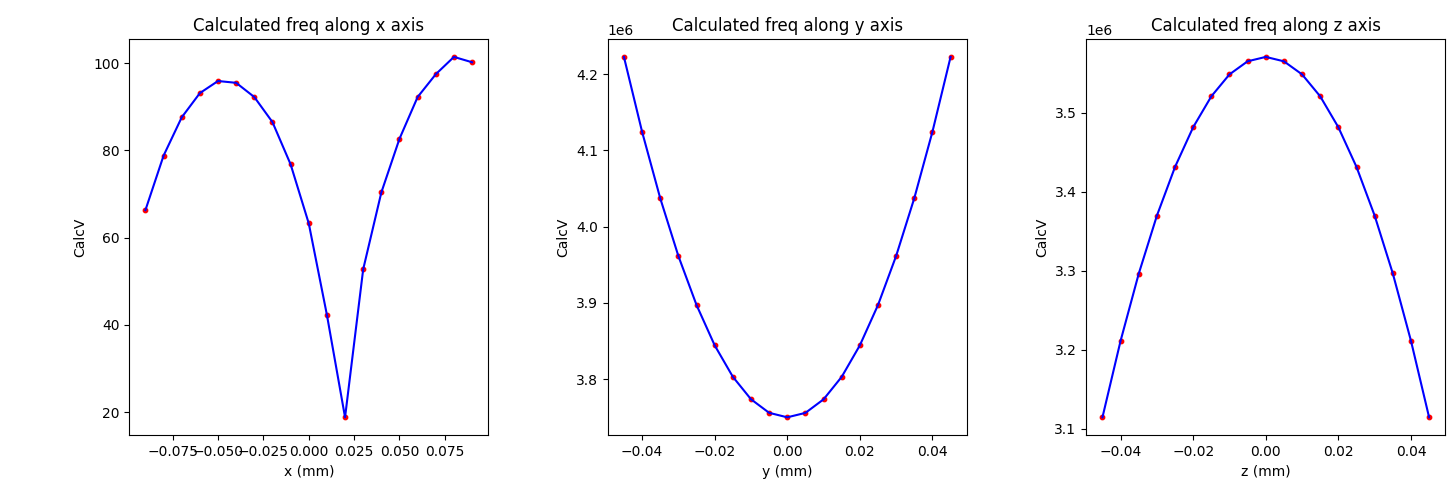 Calculated freq along x axis
100
80
60
40
20
CalcV
−0.075−0.050−0.025 0.000 0.025 0.050 0.075
x (mm)
Calculated freq along y axis
1e6
4.2
4.1
4.0
3.9
3.8
CalcV
−0.04 −0.02 0.00 0.02 0.04
y (mm)
Calculated freq along z axis
1e6
3.5
3.4
3.3
3.2
3.1
CalcV
−0.04 −0.02 0.00 0.02 0.04
z (mm)